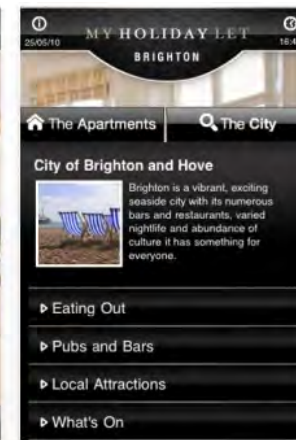 25/05/10
MY HOLIDAY LET
BRIGHTON
The Apartments
The City
City of Brighton and Hove
Brighton is a vibrant, exciting
seaside city with its numerous
bars and restaurants, varied
nightlife and abundance of
culture it has something for
everyone.
Eating Out
Pubs and Bars
Local Attractions
What's On